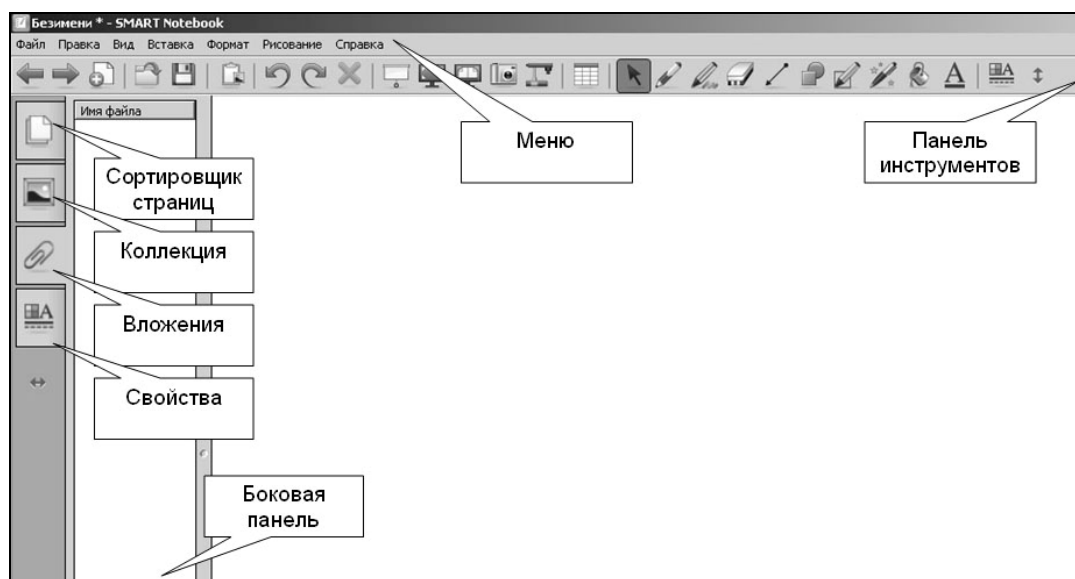 Безимени * - SMART Notebook
Файл Правка Вид Вставка Формат Рисование Справка
Имя файла
Меню
Панель
инструментов
Сортировщик
страниц
Коллекция
Вложения
Свойства
Боковая
панель